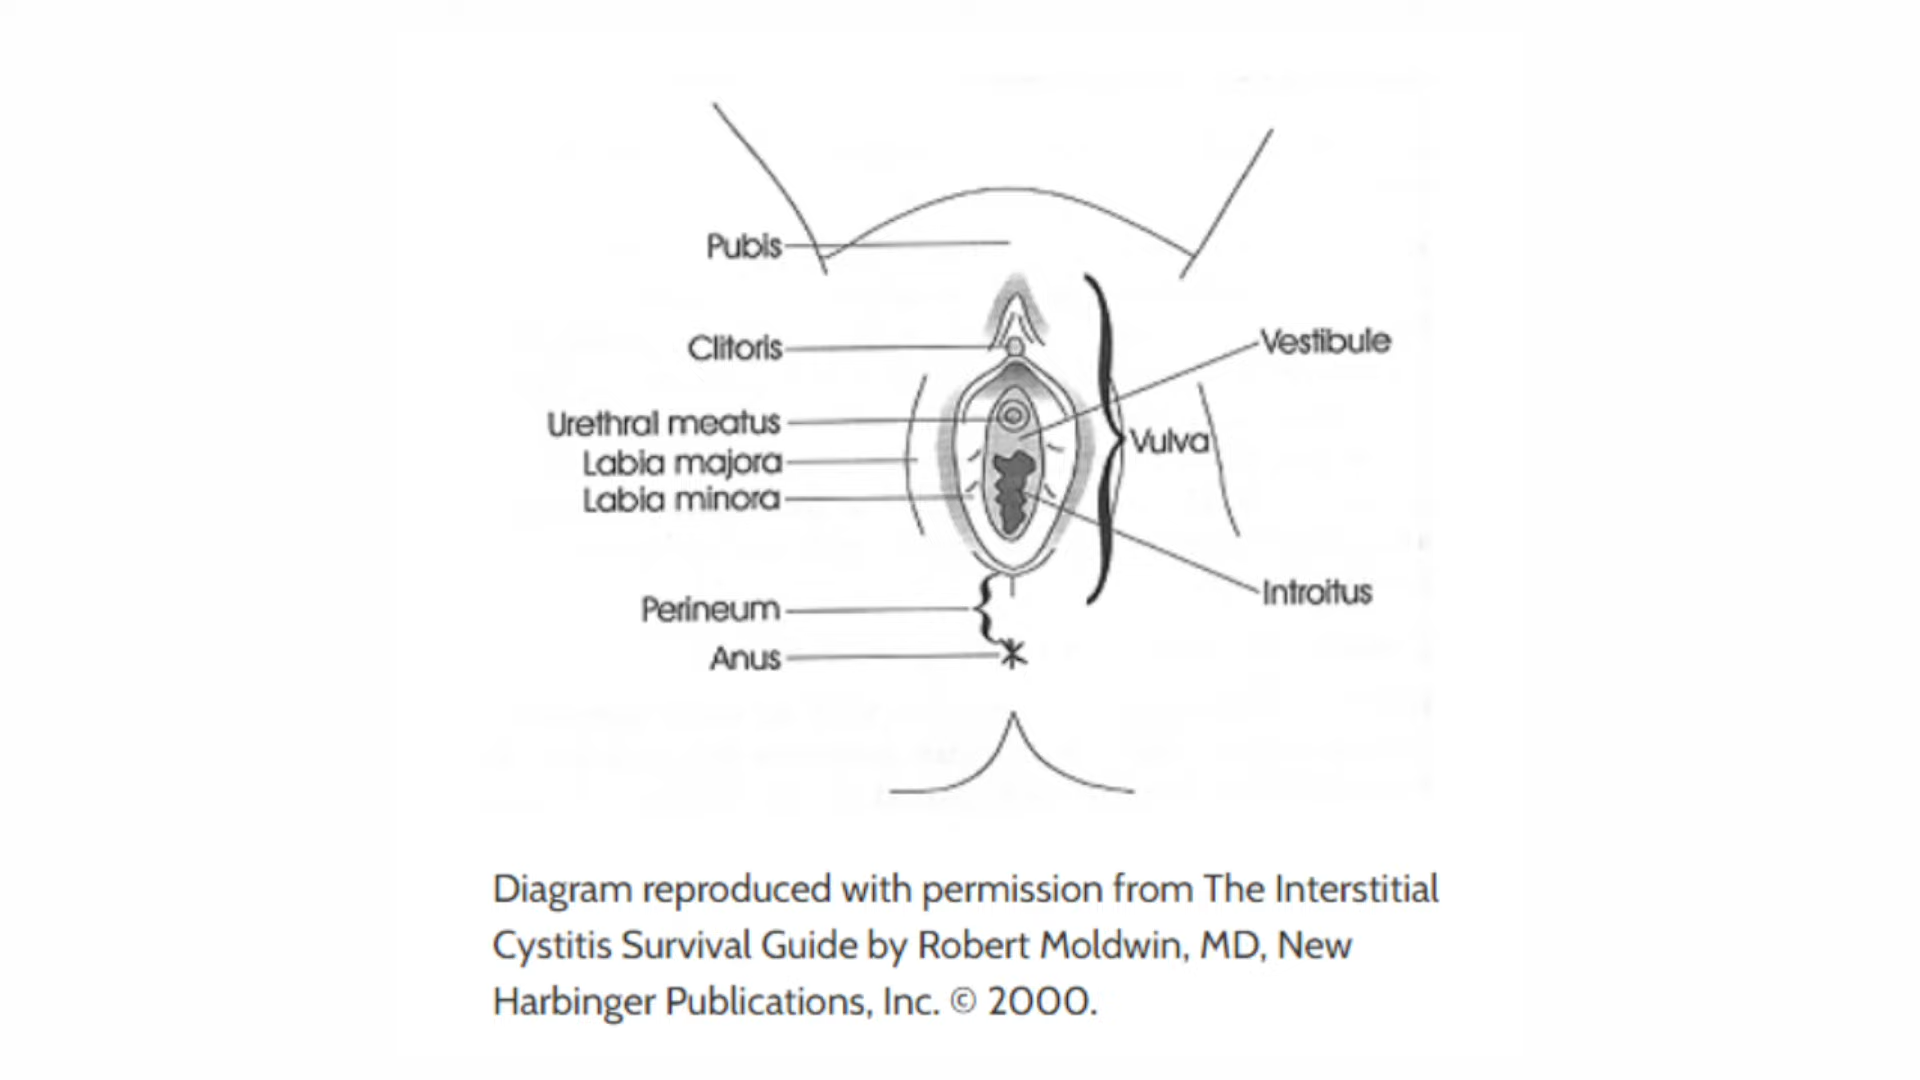 Pubis
Clitoris
Vestibule
Urethral meatus
Vulva
Labia majora
Labia minora
Introitus
Perineum
Anus
Diagram reproduced with permission from The Interstitial
Cystitis Survival Guide by Robert Moldwin, MD, New
Harbinger Publications, Inc. © 2000.